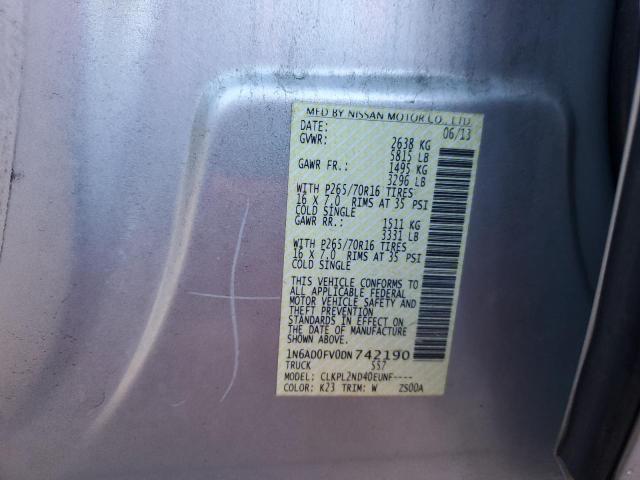 MFD BY NISSAN MOTOR CO., LTD.
DATE: 06/13
GVWR: 2638 KG
5815 LB
GAWR FR.: 1495 KG
3296 LB
WITH P265/70R16 TIRES
16 X 7.0 RIMS AT 35 PSI
COLD SINGLE
GAWR RR.: 1511 KG
3331 LB
WITH P265/70R16 TIRES
16 X 7.0 RIMS AT 35 PSI
COLD SINGLE
THIS VEHICLE CONFORMS TO
ALL APPLICABLE FEDERAL
MOTOR VEHICLE SAFETY AND
THEFT PREVENTION
STANDARDS IN EFFECT ON
THE DATE OF MANUFACTURE
SHOWN ABOVE.
1N6AD0FV0DN 742190
TRUCK 557
MODEL: CLKPL2ND40EUNF----
COLOR: K23 TRIM: W ZS00A